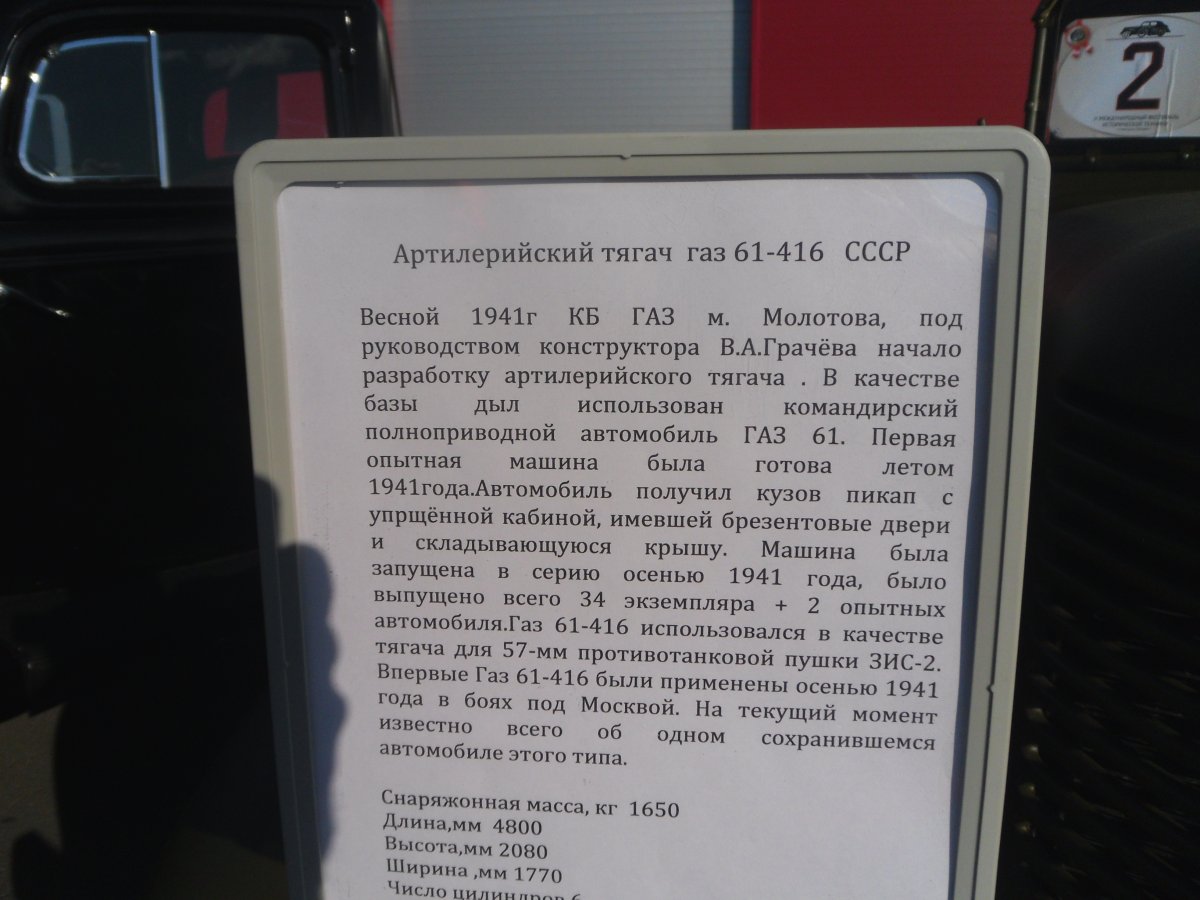 2
Артилерийский тягач газ 61-416 СССР
Весной 1941г КБ ГАЗ м. Молотова, под
руководством конструктора В.А.Грачёва начало
разработку артилерийского тягача . В качестве
базы дыл использован командирский
полноприводной автомобиль ГАЗ 61. Первая
опытная машина была готова летом
1941года.Автомобиль получил кузов пикап с
упрщённой кабиной, имевшей брезентовые двери
и складывающуюся крышу. Машина была
запущена в серию осенью 1941 года, было
выпущено всего 34 экземпляра + 2 опытных
автомобиля.Газ 61-416 использовался в качестве
тягача для 57-мм противотанковой пушки ЗИС-2.
Впервые Газ 61-416 были применены осенью 1941
года в боях под Москвой. На текущий момент
известно всего об одном сохранившемся
автомобиле этого типа.
Снаряжонная масса, кг 1650
Длина,мм 4800
Высота,мм 2080
Ширина ,мм 1770
Число цилиндров 6